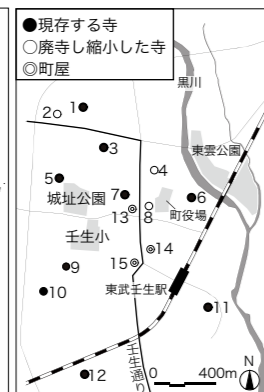 ●現存する寺
○廃寺し縮小した寺
◎町屋
黒川
1
2
3
東雲公園
4
5
7
6
城址公園
13
8
町役場
壬生小
14
15
9
東武壬生駅
10
11
壬生通り
12
0 400m
N